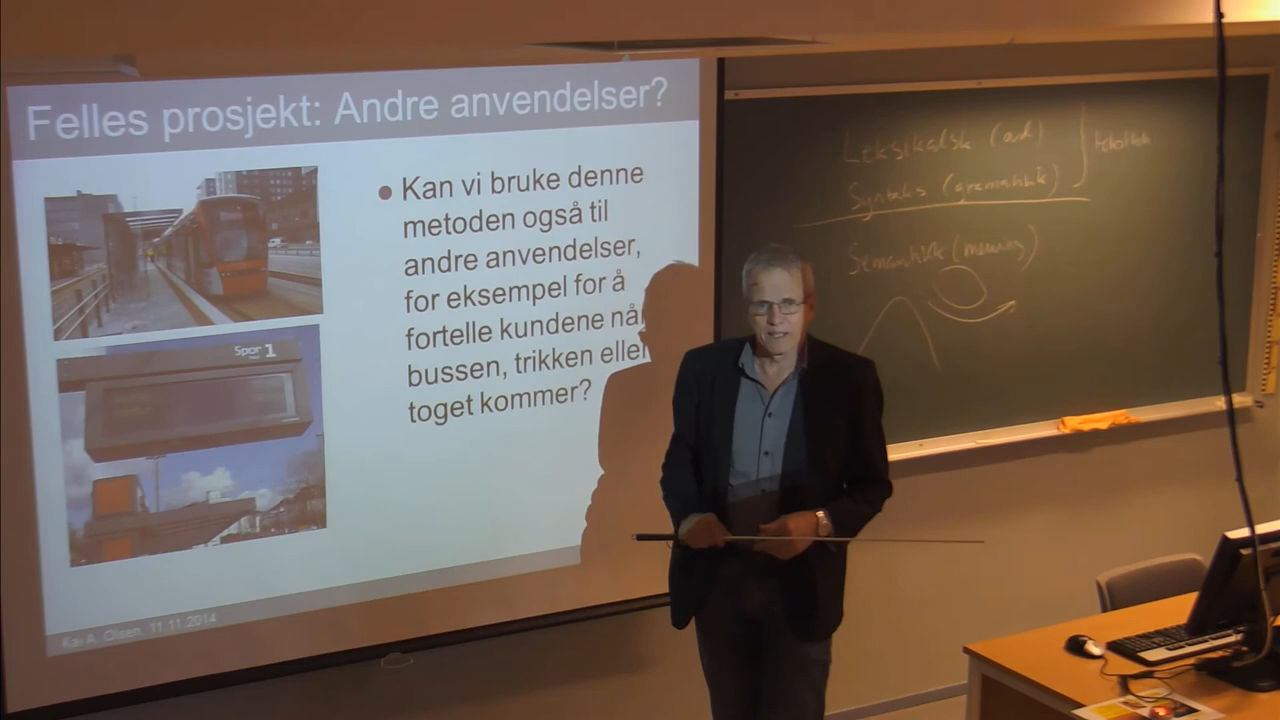 Felles prosjekt: Andre anvendelser?
Kan vi bruke denne
metoden også til
andre anvendelser,
for eksempel for å
fortelle kundene når
bussen, trikken eller
toget kommer?
Spor 1
Kai A. Olsen, 11.11.2014
Leksikalsk (ord)
Syntaks (grammatikk)
Semantikk (mening)